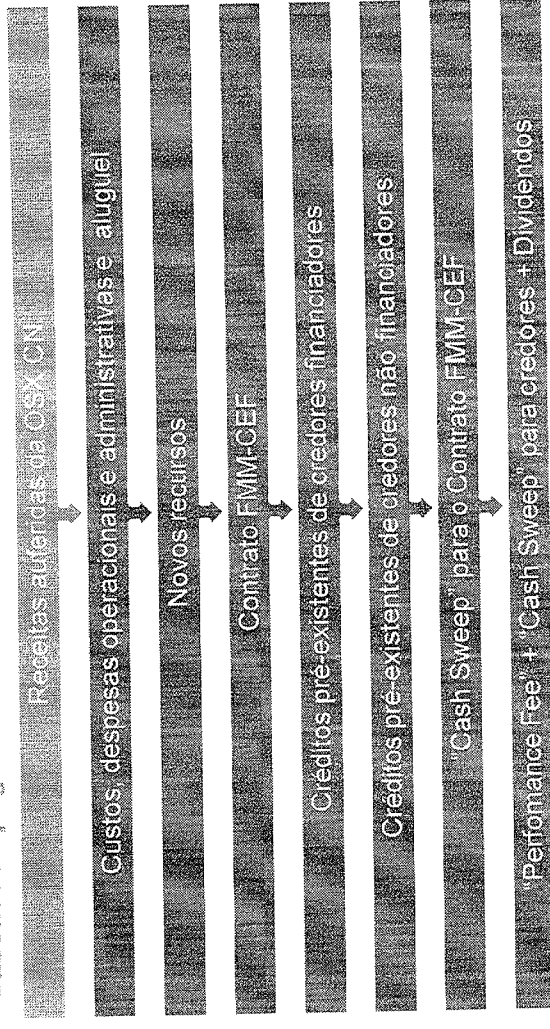 Receitas auferidas da OSX CN
Custos, despesas operacionais e administrativas e aluguel
Novos recursos
Contrato FMM-CEF
Créditos pré-existentes de credores financiadores
Créditos pré-existentes de credores não financiadores
"Cash Sweep" para o Contrato FMM-CEF
"Perfomance Fee" + "Cash Sweep" para credores + Dividendos